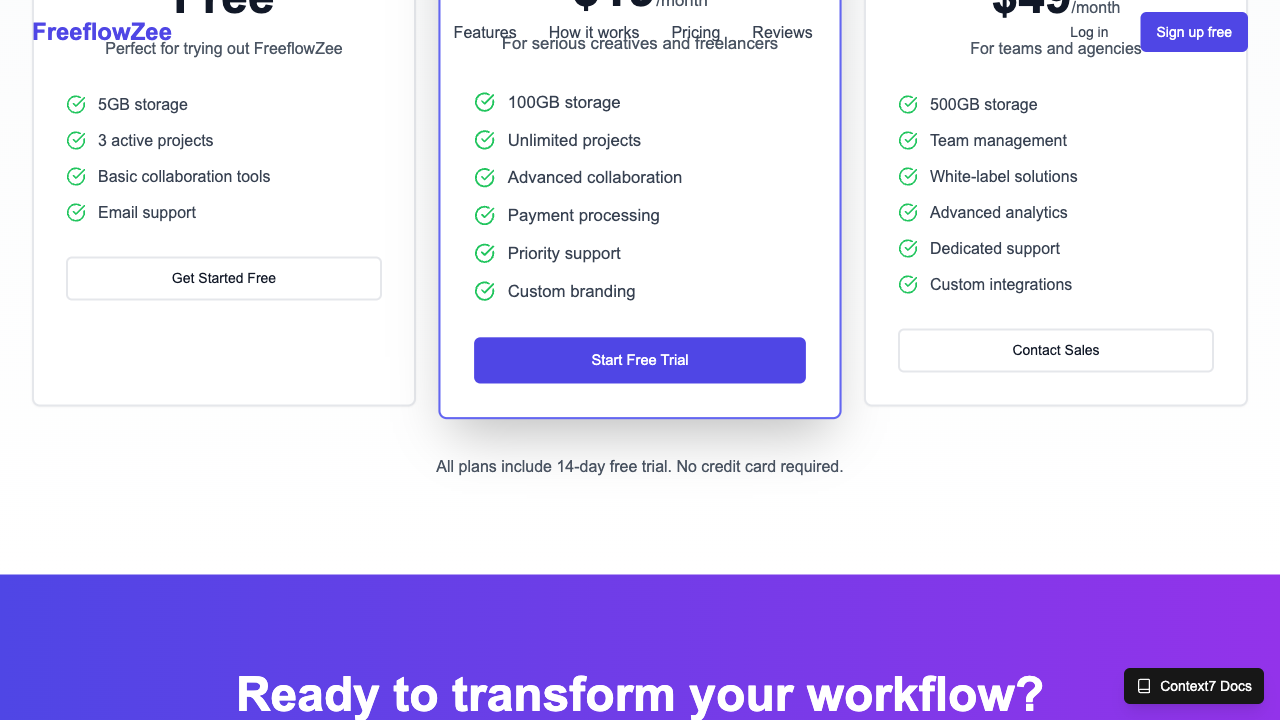 FreeflowZee
Features
How it works
Pricing
Reviews
Log in
Sign up free
Free
Perfect for trying out FreeflowZee
5GB storage
3 active projects
Basic collaboration tools
Email support
Get Started Free
/month
For serious creatives and freelancers
100GB storage
Unlimited projects
Advanced collaboration
Payment processing
Priority support
Custom branding
Start Free Trial
$49/month
For teams and agencies
500GB storage
Team management
White-label solutions
Advanced analytics
Dedicated support
Custom integrations
Contact Sales
All plans include 14-day free trial. No credit card required.
Ready to transform your workflow?
Context7 Docs